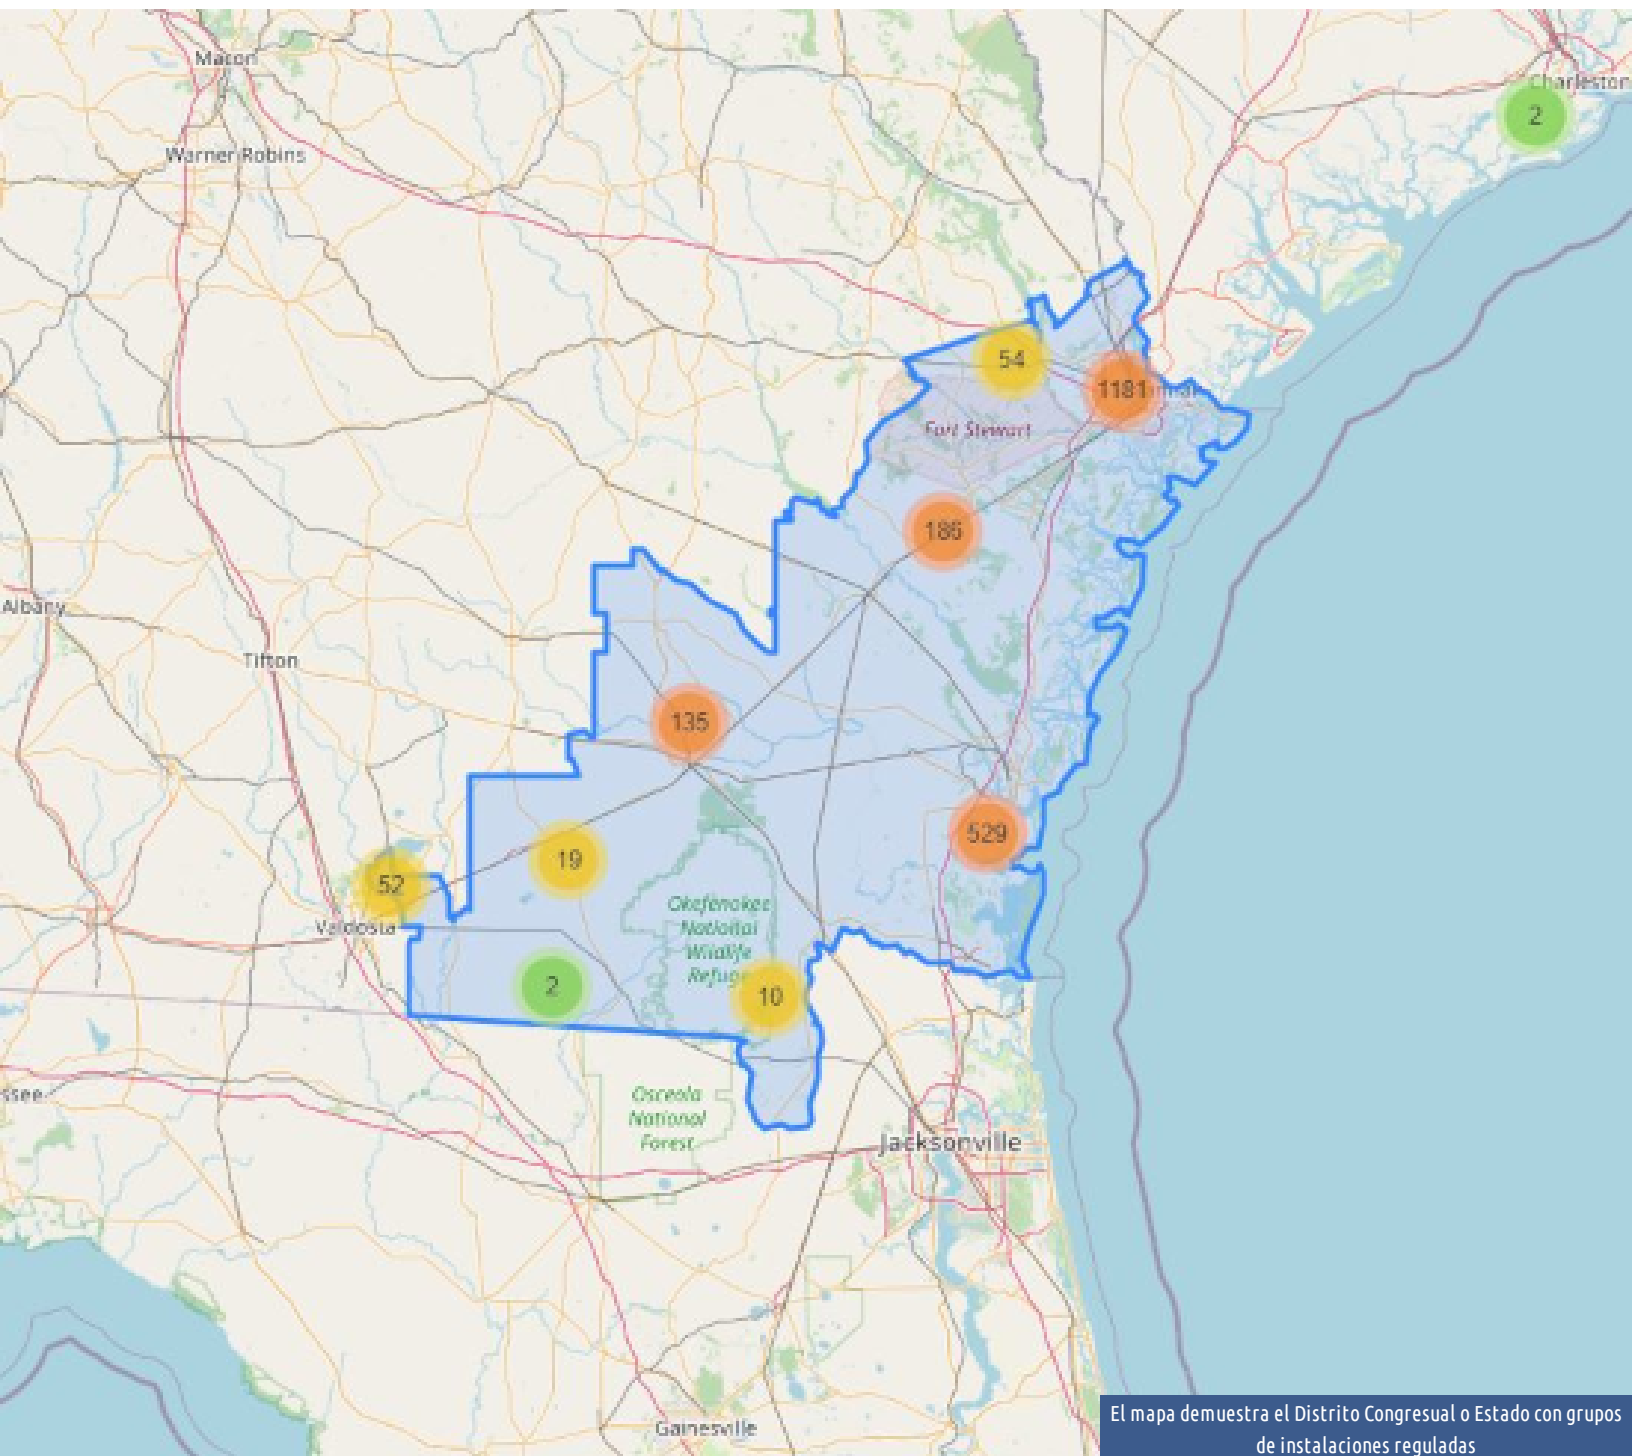 Macon
Charleston
2
Warner Robins
54
1181
Fort Stewart
186
Albany
Tifton
135
529
19
52
Okefenokee
National
Wildlife
Refuge
Valdosta
2
10
ssee
Osceola
National
Forest
Jacksonville
Gainesville
El mapa demuestra el Distrito Congresual o Estado con grupos
de instalaciones reguladas